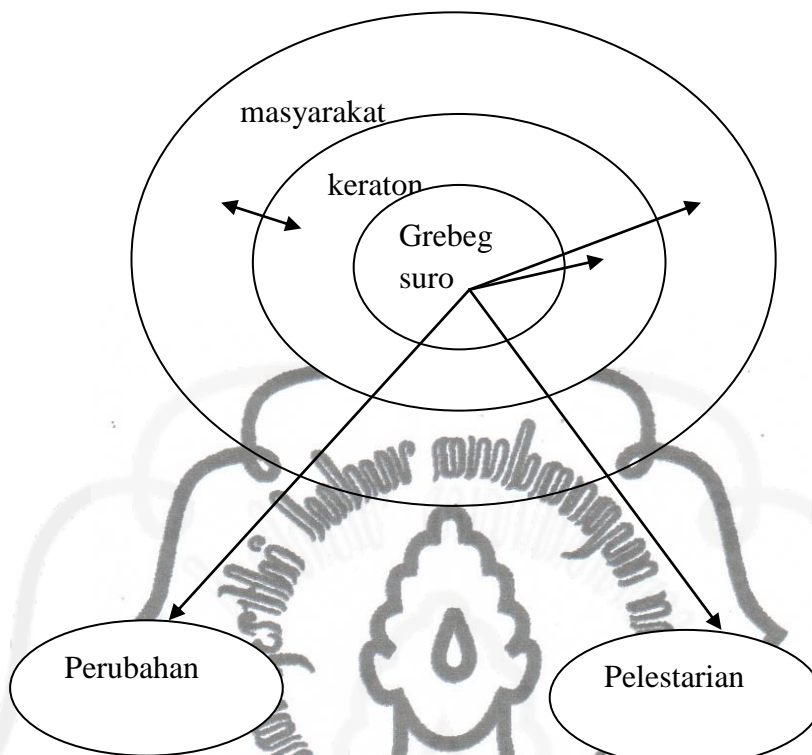 masyarakat
keraton
Grebeg
suro
Perubahan
Pelestarian